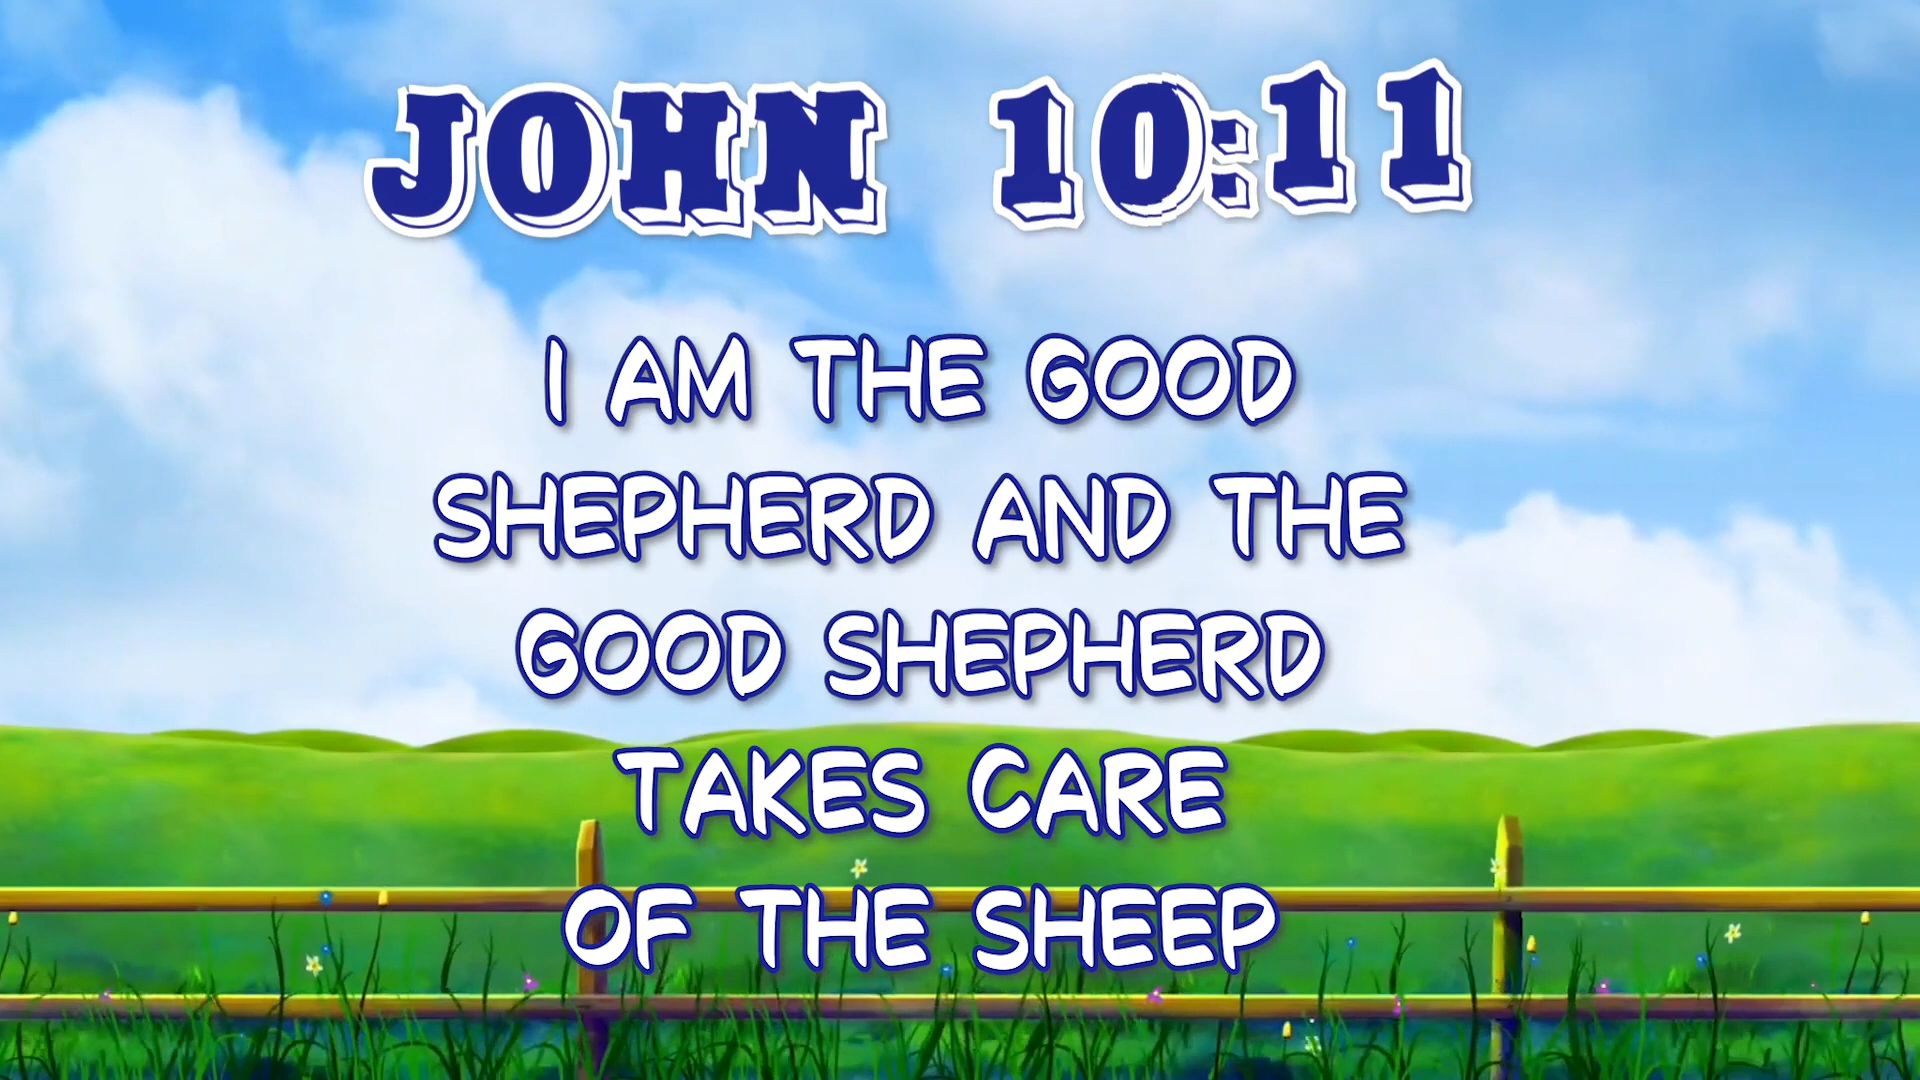 JOHN 10:11
I AM THE GOOD
SHEPHERD AND THE
GOOD SHEPHERD
TAKES CARE
OF THE SHEEP